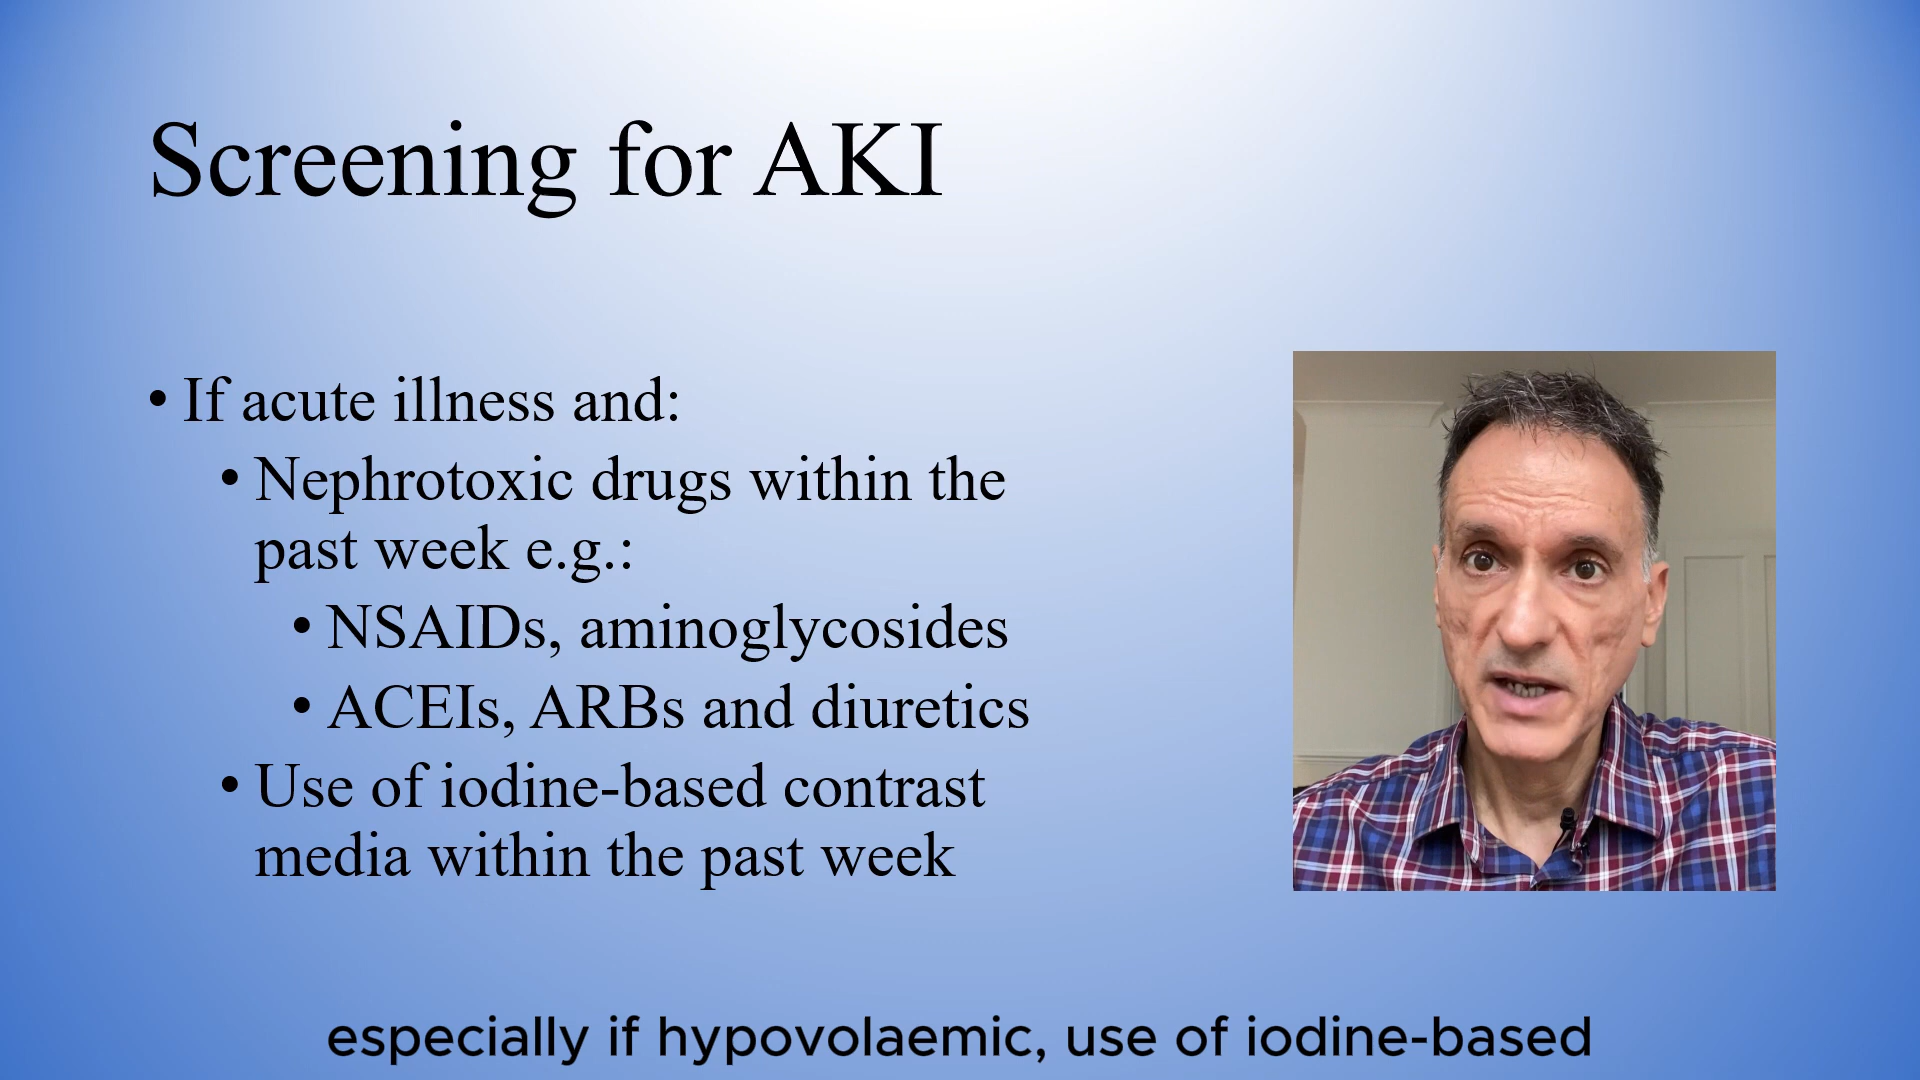 Screening for AKI
• If acute illness and:
• Nephrotoxic drugs within the
past week e.g.:
• NSAIDs, aminoglycosides
• ACEIs, ARBs and diuretics
• Use of iodine-based contrast
media within the past week
especially if hypovolaemic, use of iodine-based